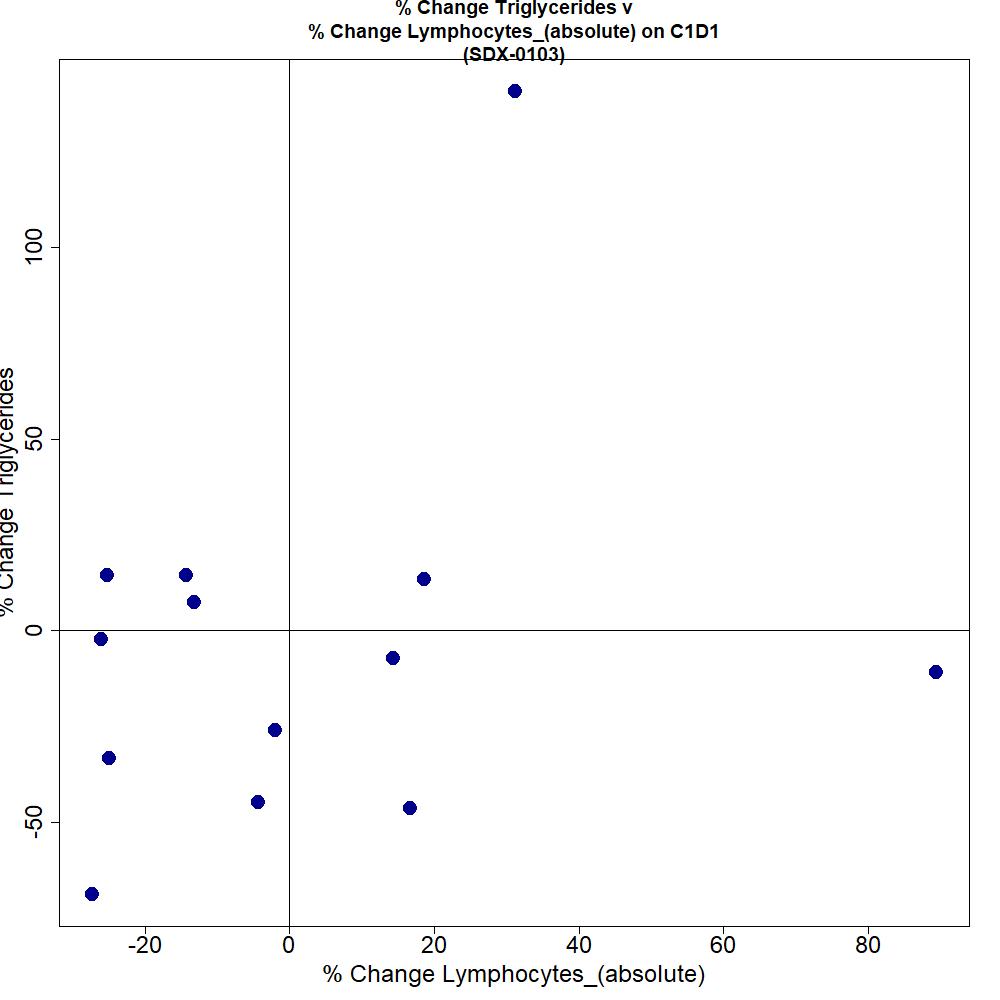 % Change Triglycerides v
% Change Lymphocytes_(absolute) on C1D1
(SDX-0103)
% Change Triglycerides
100
50
0
-50
-20
0
20
40
60
80
% Change Lymphocytes_(absolute)